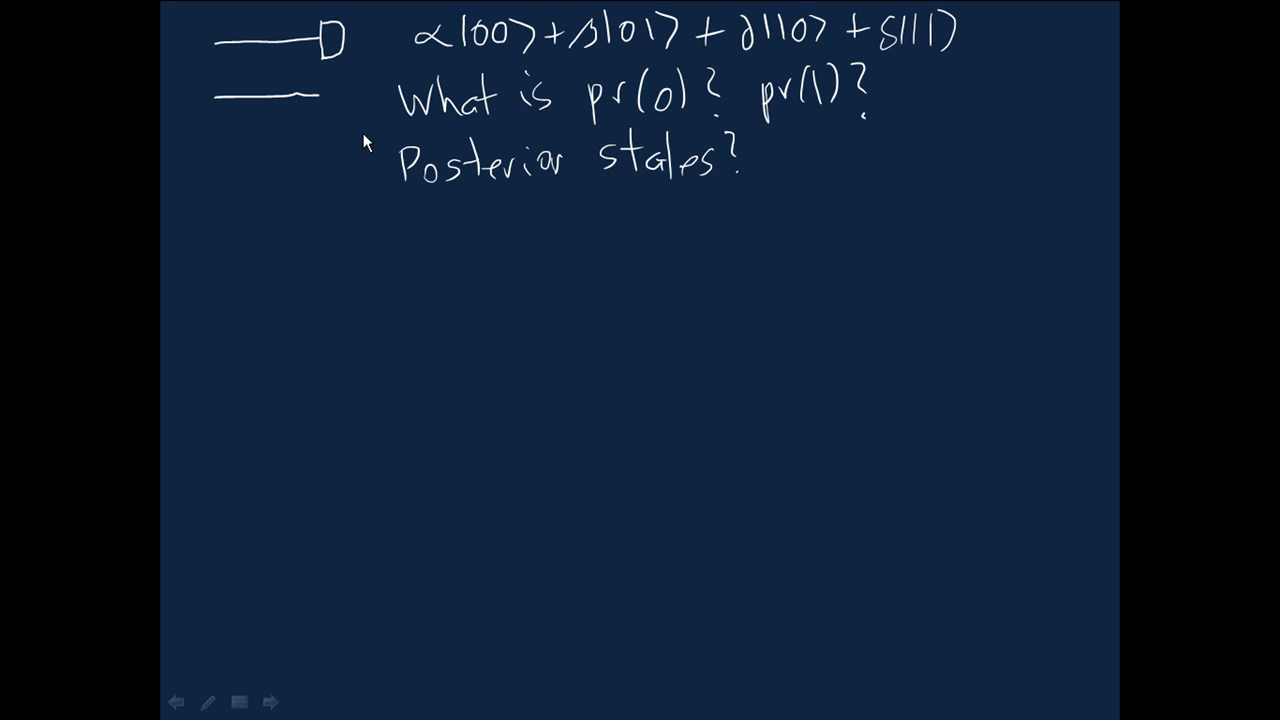 α|00⟩ + β|01⟩ + γ|10⟩ + δ|11⟩
What is pr(0)? pr(1)?
Posterior states?